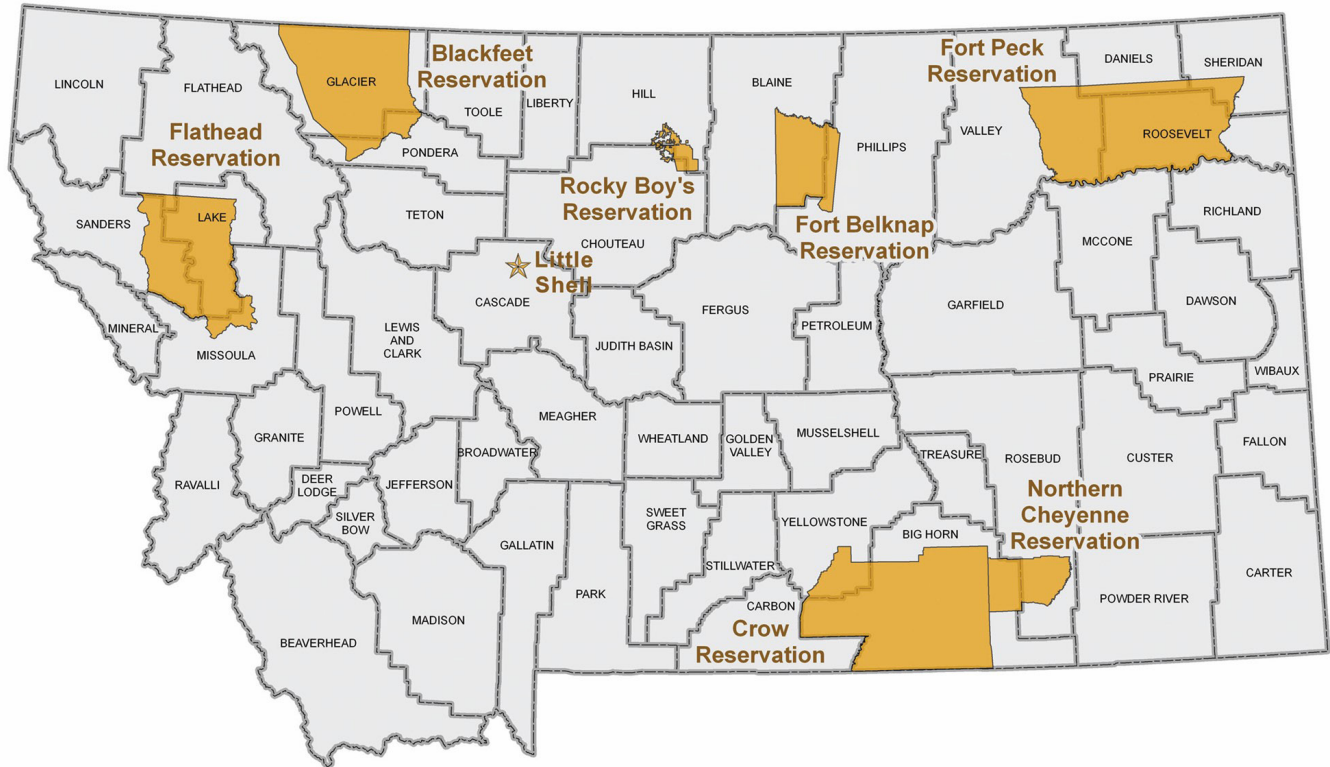 Blackfeet
Reservation
Fort Peck
Reservation
DANIELS
SHERIDAN
LINCOLN
FLATHEAD
GLACIER
TOOLE
LIBERTY
HILL
BLAINE
PHILLIPS
VALLEY
ROOSEVELT
Flathead
Reservation
PONDERA
Rocky Boy's
Reservation
Fort Belknap
Reservation
SANDERS
LAKE
TETON
CHOUTEAU
MCCONE
RICHLAND
Little
Shell
CASCADE
MINERAL
MISSOULA
LEWIS
AND
CLARK
JUDITH BASIN
FERGUS
PETROLEUM
GARFIELD
DAWSON
PRAIRIE
WIBAUX
POWELL
GRANITE
RAVALLI
DEER
LODGE
SILVER
BOW
JEFFERSON
BROADWATER
MEAGHER
WHEATLAND
GOLDEN
VALLEY
MUSSELSHELL
TREASURE
ROSEBUD
CUSTER
FALLON
Northern
Cheyenne
Reservation
SWEET
GRASS
YELLOWSTONE
BIG HORN
GALLATIN
PARK
STILLWATER
CARBON
POWDER RIVER
CARTER
BEAVERHEAD
MADISON
Crow
Reservation